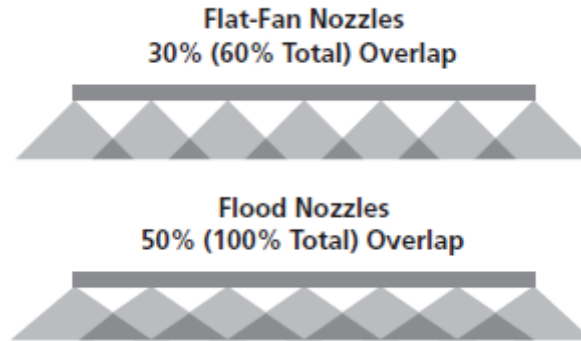 Flat-Fan Nozzles
30% (60% Total) Overlap
Flood Nozzles
50% (100% Total) Overlap